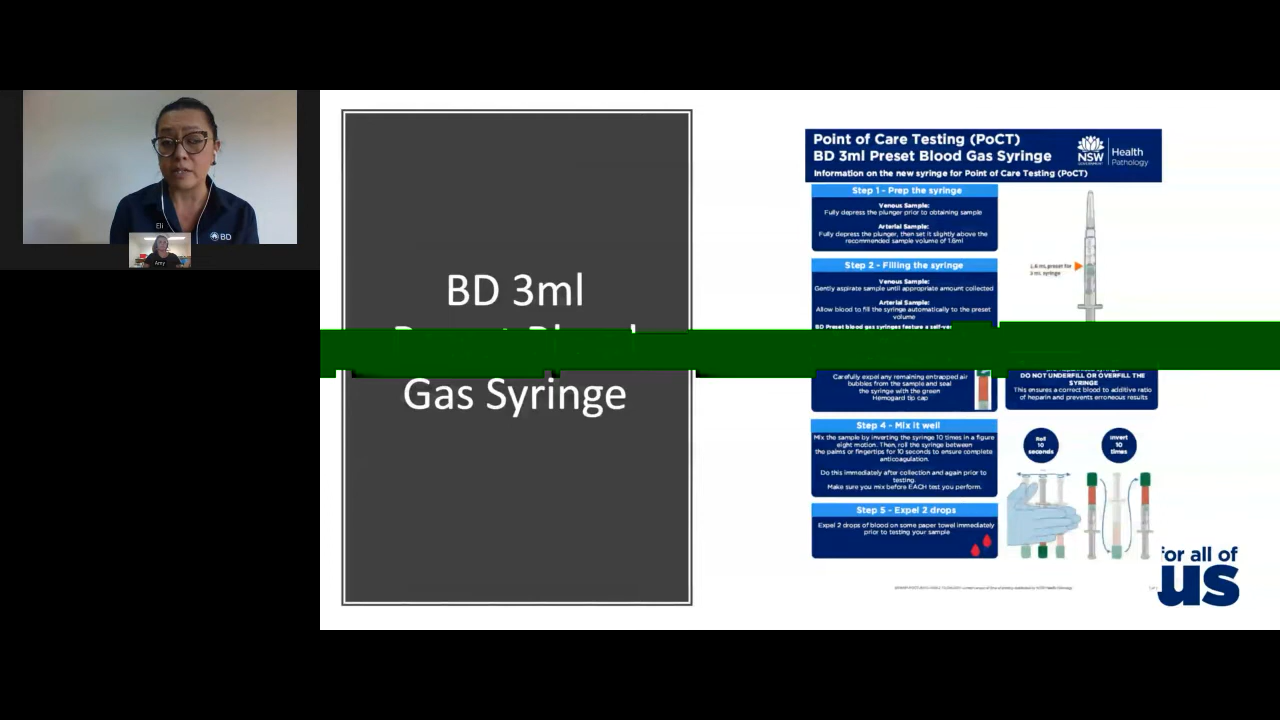 Eli
BD
Amy
BD 3ml
Gas Syringe
Point of Care Testing (PoCT)
BD 3ml Preset Blood Gas Syringe
Information on the new syringe for Point of Care Testing (PoCT)
NSW
GOVERNMENT
Health
Pathology
Step 1 - Prep the syringe
Venous Sample:
Fully depress the plunger prior to obtaining sample
Arterial Sample:
Fully depress the plunger, then set it slightly above the
recommended sample volume of 1.6ml
1.6 mL preset for
3 mL syringe
Step 2 - Filling the syringe
Venous Sample:
Gently aspirate sample until appropriate amount collected
Arterial Sample:
Allow blood to fill the syringe automatically to the preset
volume
BD Preset blood gas syringes feature a
Carefully expel any remaining entrapped air
bubbles from the sample and seal
the syringe with the green
Hemogard tip cap
DO NOT UNDERFILL OR OVERFILL THE
SYRINGE
This ensures a correct blood to additive ratio
of heparin and prevents erroneous results
Step 4 - Mix it well
Mix the sample by inverting the syringe 10 times in a figure
eight motion. Then, roll the syringe between
the palms or fingertips for 10 seconds to ensure complete
anticoagulation.
Do this immediately after collection and again prior to
testing.
Make sure you mix before EACH test you perform.
Roll
10
seconds
Invert
10
times
Step 5 - Expel 2 drops
Expel 2 drops of blood on some paper towel immediately
prior to testing your sample
for all of
us